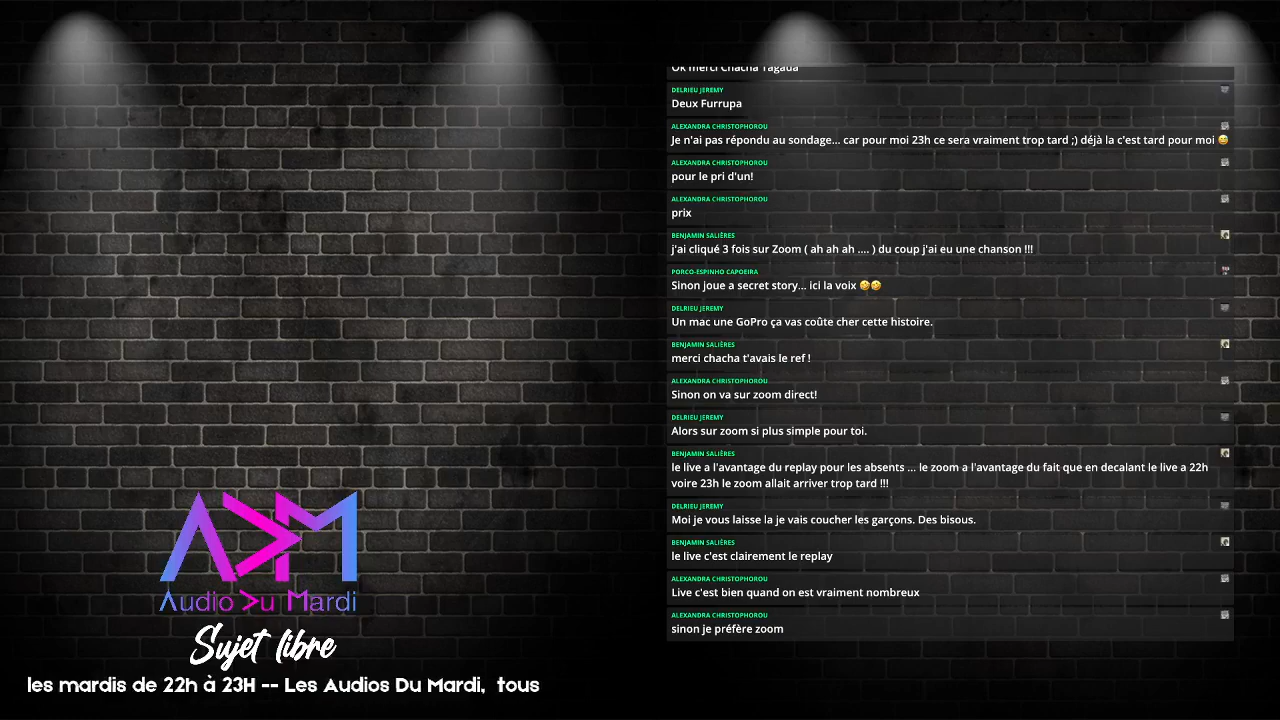 Ok merci Chacha Tagada
DELRIEU JEREMY
Deux Furrupa
ALEXANDRA CHRISTOPHOROU
Je n'ai pas répondu au sondage... car pour moi 23h ce sera vraiment trop tard ;) déjà la c'est tard pour moi 😅
ALEXANDRA CHRISTOPHOROU
pour le pri d'un!
ALEXANDRA CHRISTOPHOROU
prix
BENJAMIN SALIÈRES
j'ai cliqué 3 fois sur Zoom ( ah ah ah .... ) du coup j'ai eu une chanson !!!
PORCO-ESPINHO CAPOEIRA
Sinon joue a secret story... ici la voix 🤣🤣
DELRIEU JEREMY
Un mac une GoPro ça vas coûte cher cette histoire.
BENJAMIN SALIÈRES
merci chacha t'avais le ref !
ALEXANDRA CHRISTOPHOROU
Sinon on va sur zoom direct!
DELRIEU JEREMY
Alors sur zoom si plus simple pour toi.
BENJAMIN SALIÈRES
le live a l'avantage du replay pour les absents ... le zoom a l'avantage du fait que en decalant le live a 22h
voire 23h le zoom allait arriver trop tard !!!
DELRIEU JEREMY
Moi je vous laisse la je vais coucher les garçons. Des bisous.
BENJAMIN SALIÈRES
le live c'est clairement le replay
ALEXANDRA CHRISTOPHOROU
Live c'est bien quand on est vraiment nombreux
ALEXANDRA CHRISTOPHOROU
sinon je préfère zoom
ADM
Audio Du Mardi
Sujet libre
les mardis de 22h à 23H -- Les Audios Du Mardi, tous